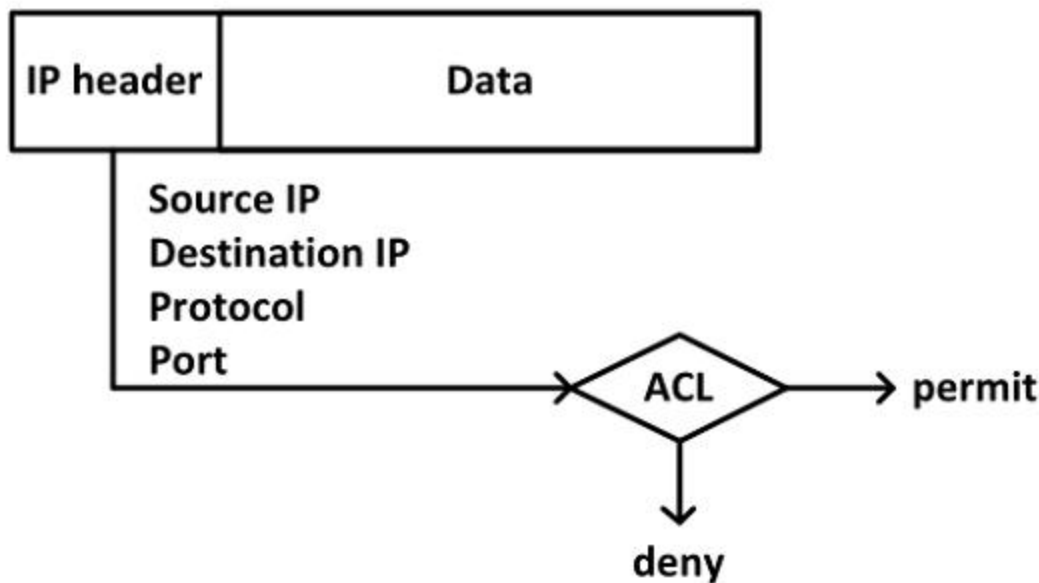 IP header
Data
Source IP
Destination IP
Protocol
Port
ACL
permit
deny